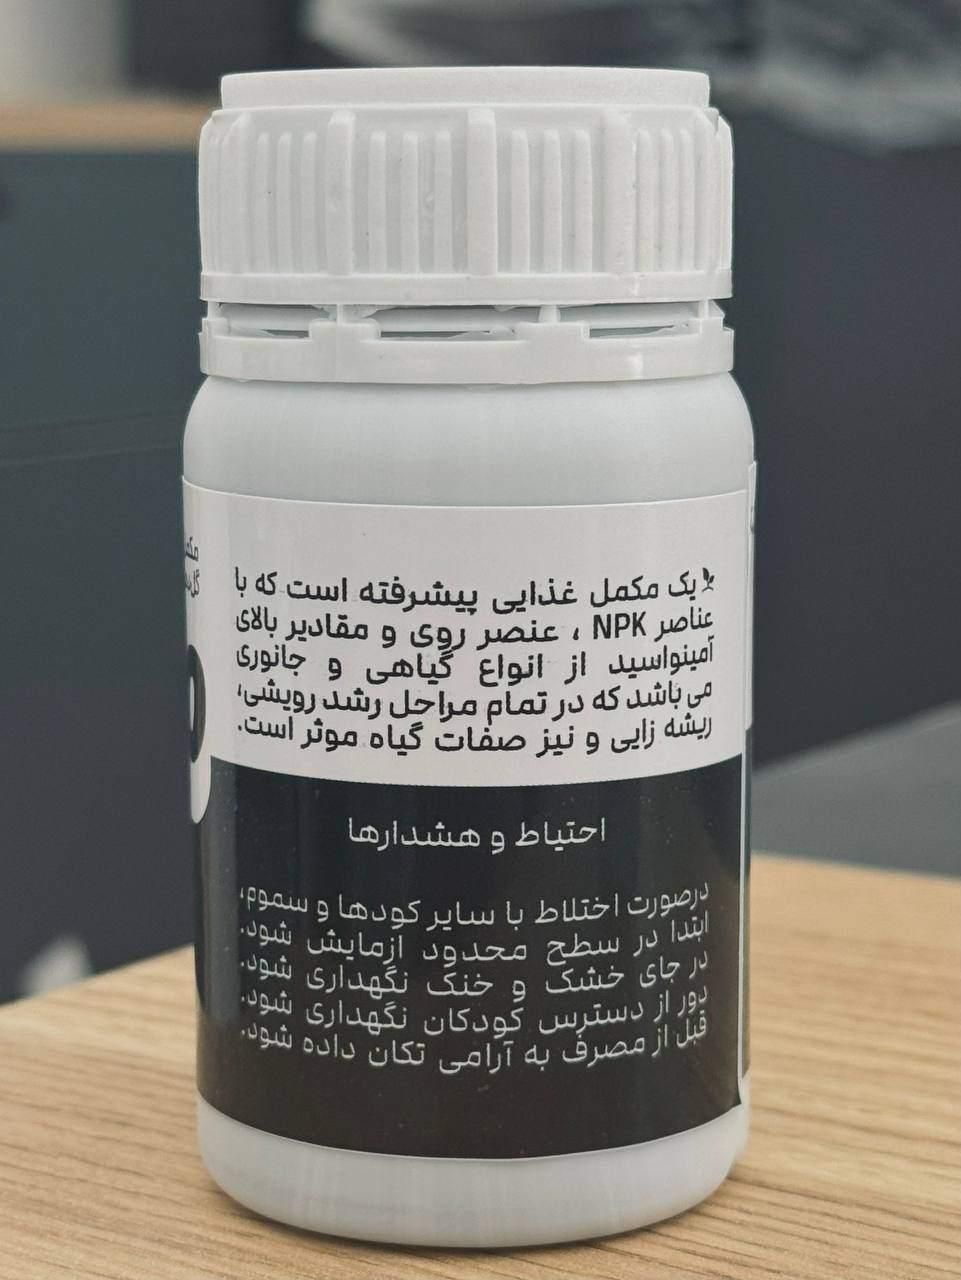 یک مکمل غذایی پیشرفته است که با
عناصر NPK ، عنصر روی و مقادیر بالای
آمینواسید از انواع گیاهی و جانوری
می باشد که در تمام مراحل رشد رویشی،
ریشه زایی و نیز صفات گیاه موثر است.
احتیاط و هشدارها
درصورت اختلاط با سایر کودها و سموم،
ابتدا در سطح محدود ازمایش شود.
در جای خشک و خنک نگهداری شود.
دور از دسترس کودکان نگهداری شود.
قبل از مصرف به آرامی تکان داده شود.